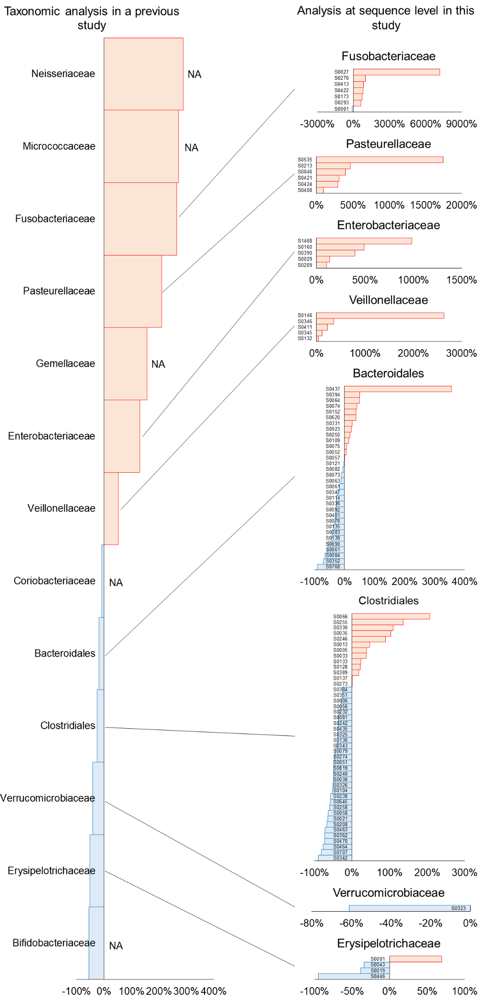 Taxonomic analysis in a previous
study
Neisseriaceae
NA
Micrococcaceae
NA
Fusobacteriaceae
Pasteurellaceae
Gemellaceae
NA
Enterobacteriaceae
Veillonellaceae
Coriobacteriaceae
NA
Bacteroidales
Clostridiales
Verrucomicrobiaceae
Erysipelotrichaceae
Bifidobacteriaceae
NA
-100% 0% 100% 200% 300% 400%
Analysis at sequence level in this
study
Fusobacteriaceae
S0827
S0276
S0413
S0422
S0173
S0293
S0901
-3000% 0% 3000% 6000% 9000%
Pasteurellaceae
S0535
S0213
S0046
S0421
S0424
S0408
0% 500% 1000% 1500% 2000%
Enterobacteriaceae
S1468
S0160
S0390
S0029
S0209
0% 500% 1000% 1500%
Veillonellaceae
S0146
S0346
S0411
S0345
S0132
0% 1000% 2000% 3000%
Bacteroidales
S0437
S0394
S0064
S0074
S0152
S0620
S0331
S0923
S0250
S0109
S0075
S0052
S0057
S0121
S0082
S0073
S0063
S0061
S0347
S0114
S0336
S0092
S0481
S0078
S0135
S0083
S0138
S0690
S0861
S0084
S0352
S0768
-100% 0% 100% 200% 300% 400%
Clostridiales
S0066
S0255
S0330
S0035
S0246
S0013
S0005
S0033
S0133
S0128
S0389
S0137
S0273
S0384
S0351
S0006
S0056
S0232
S0081
S0242
S0435
S0325
S0130
S0343
S0079
S0274
S0051
S0819
S0240
S0038
S0326
S0104
S0238
S0645
S0258
S0058
S0021
S0208
S0463
S0362
S0470
S0464
S0707
S0342
-100% 0% 100% 200% 300%
Verrucomicrobiaceae
S0323
-80% -60% -40% -20% 0%
Erysipelotrichaceae
S0001
S0043
S0019
S0446
-100% -50% 0% 50% 100%